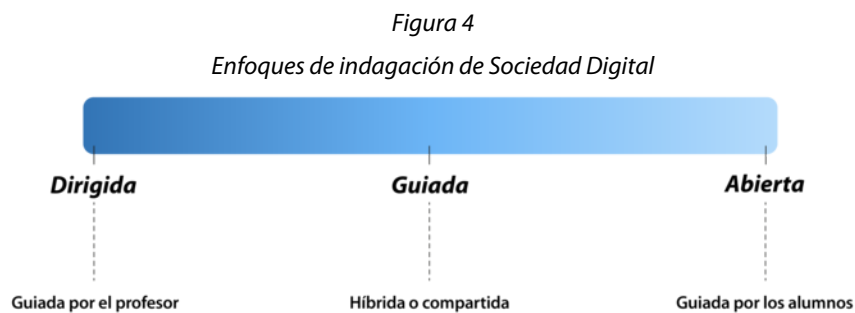 Figura 4
Enfoques de indagación de Sociedad Digital
Dirigida Guiada Abierta
Guiada por el profesor Híbrida o compartida Guiada por los alumnos